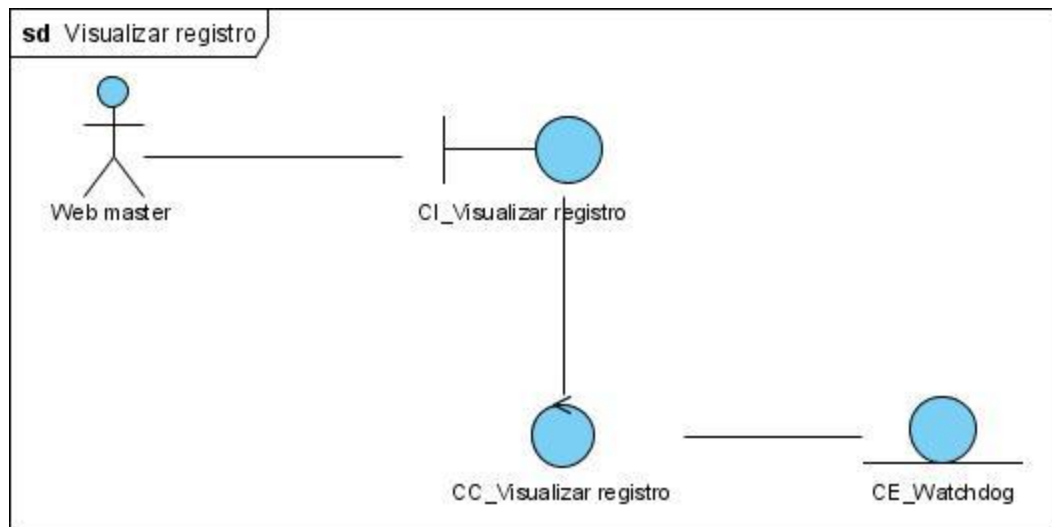 sd Visualizar registro
Web master
CI_Visualizar registro
CC_Visualizar registro
CE_Watchdog